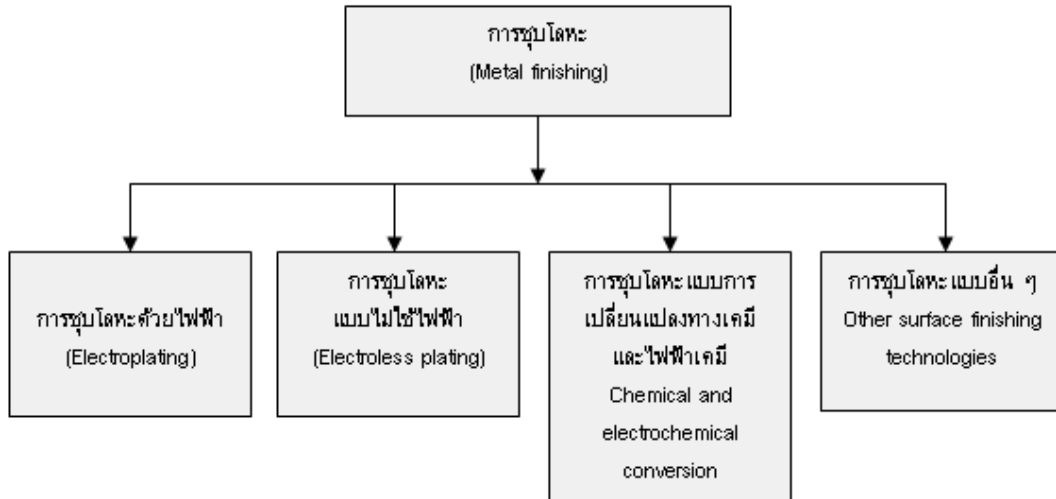 การชุบโลหะ
(Metal finishing)
การชุบโลหะด้วยไฟฟ้า
(Electroplating)
การชุบโลหะ
แบบไม่ใช้ไฟฟ้า
(Electroless plating)
การชุบโลหะแบบการ
เปลี่ยนแปลงทางเคมี
และไฟฟ้าเคมี
Chemical and
electrochemical
conversion
การชุบโลหะแบบอื่น ๆ
Other surface finishing
technologies